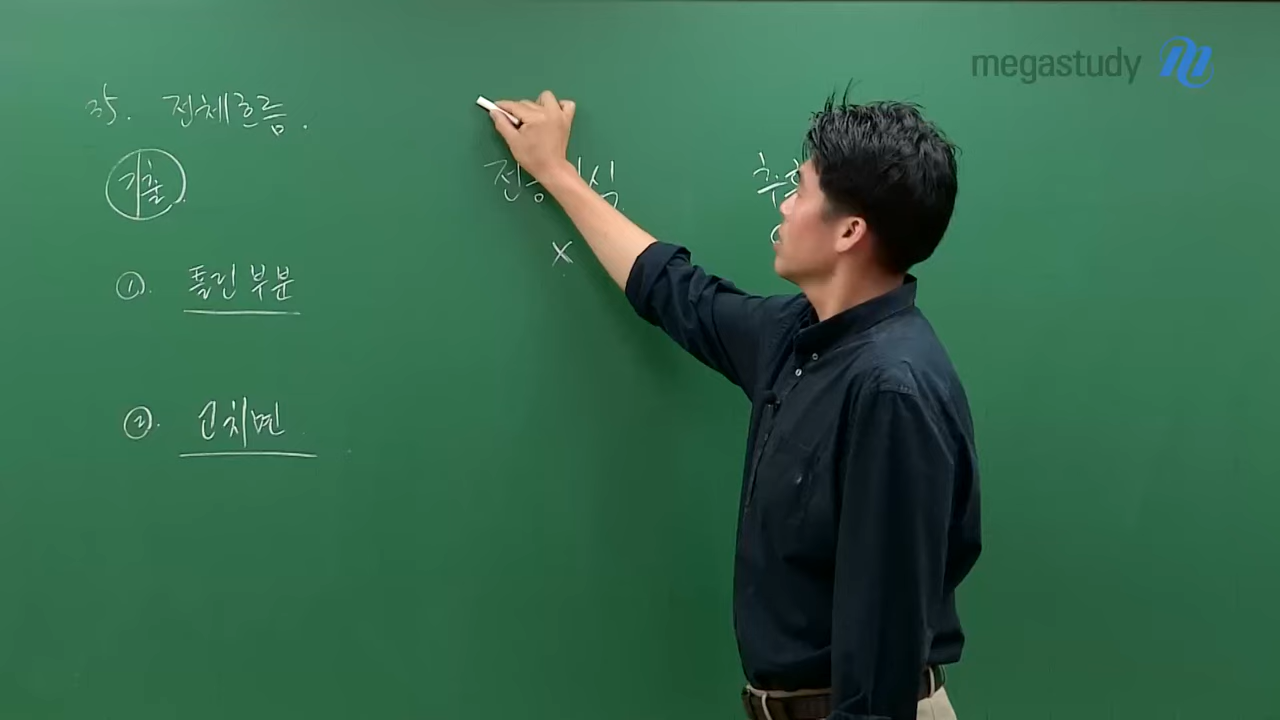 megastudy
35. 전체흐름.
기출
①. 틀린 부분
②. 고치면
X